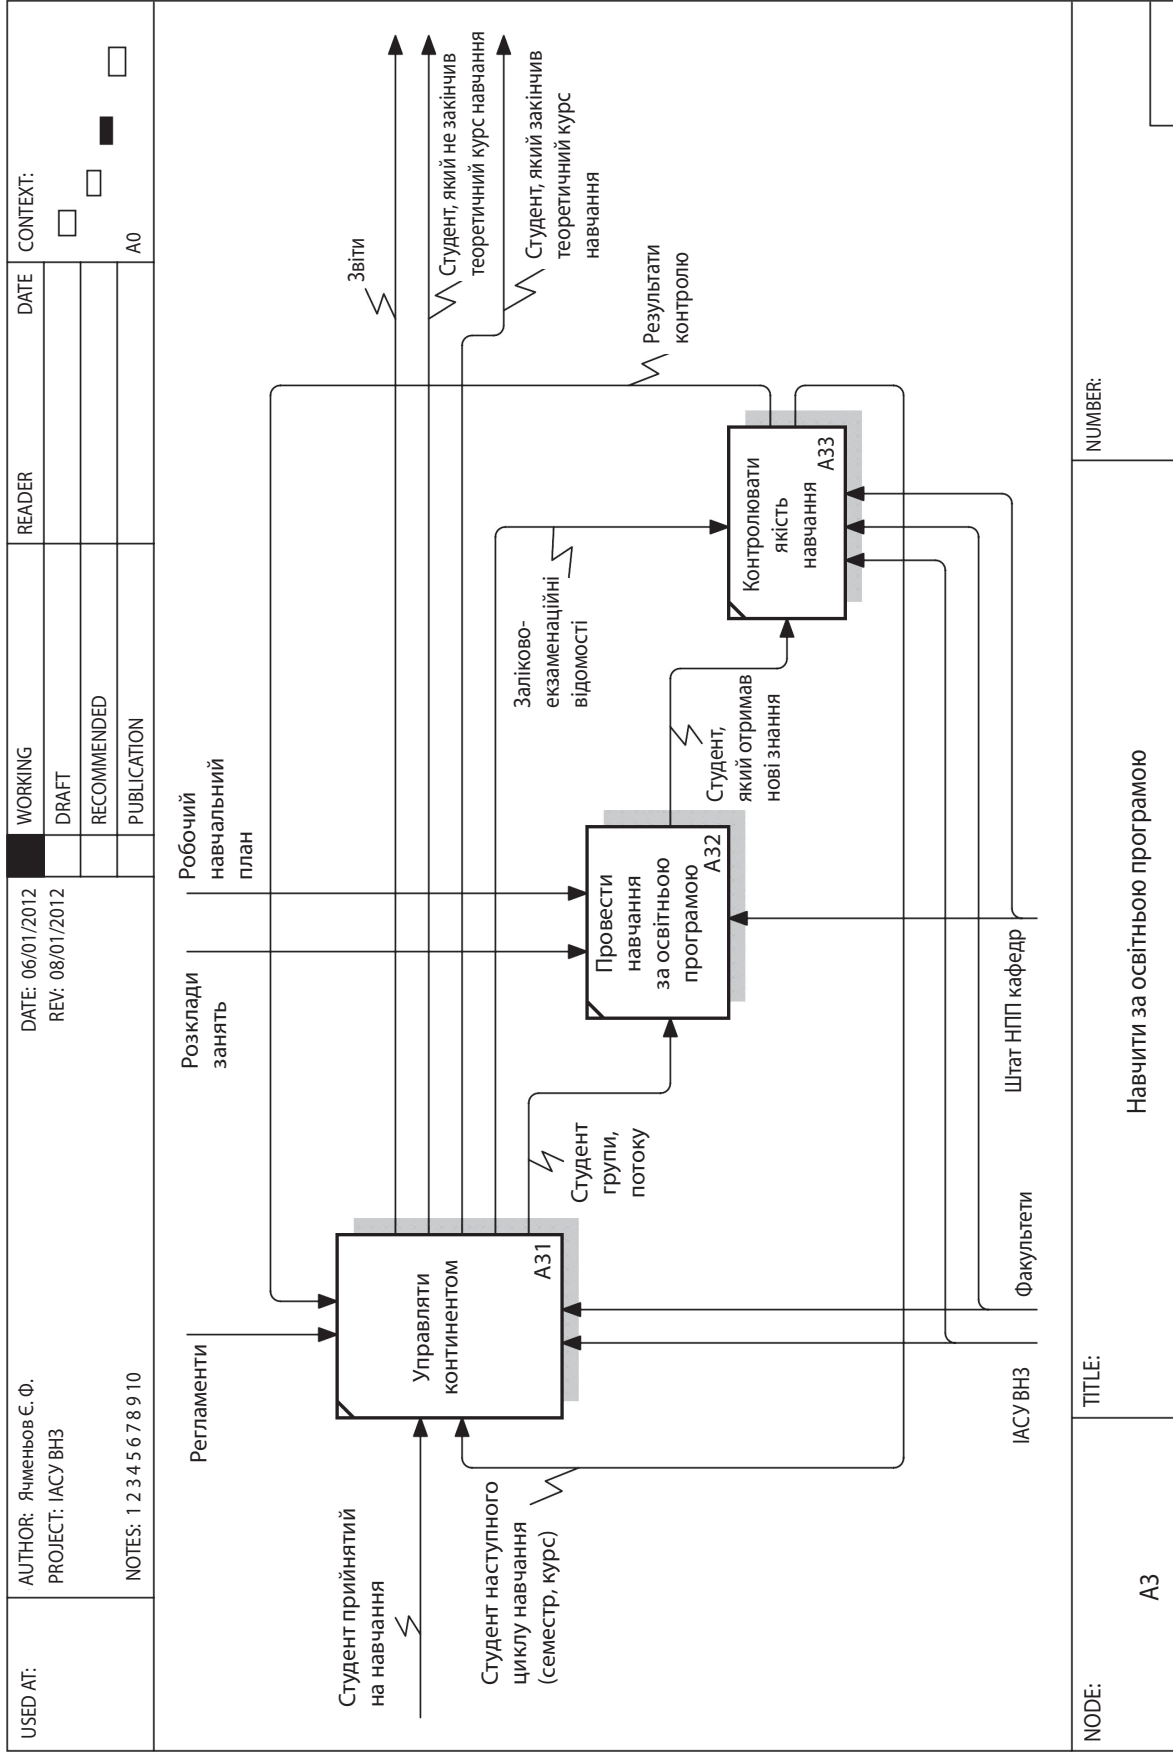 USED AT:
AUTHOR: Ячменьов Є. Ф.
PROJECT: ІАСУ ВНЗ
NOTES: 1 2 3 4 5 6 7 8 9 10
DATE: 06/01/2012
REV: 08/01/2012
WORKING
DRAFT
RECOMMENDED
PUBLICATION
READER
DATE
CONTEXT:
A0
Регламенти
Розклади
занять
Робочий
навчальний
план
Звіти
Студент, який не закінчив
теоретичний курс навчання
Студент, який закінчив
теоретичний курс
навчання
Студент прийнятий
на навчання
Управляти
континентом
A31
Студент наступного
циклу навчання
(семестр, курс)
Студент
групи,
потоку
Заліково-
екзаменаційні
відомості
Результати
контролю
Провести
навчання
за освітньою
програмою
A32
Студент,
який отримав
нові знання
Контролювати
якість
навчання
A33
ІАСУ ВНЗ
Факультети
Штат НПП кафедр
NODE:
A3
TITLE:
Навчити за освітньою програмою
NUMBER: